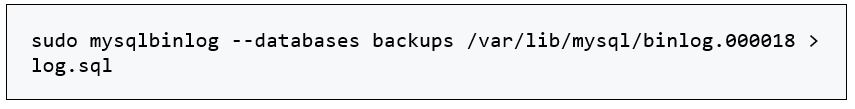 sudo mysqlbinlog --databases backups /var/lib/mysql/binlog.000018 >
log.sql